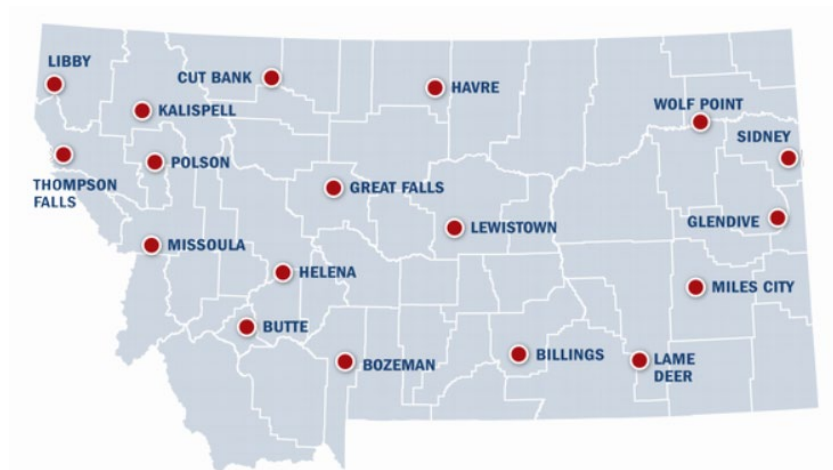 LIBBY
CUT BANK
HAVRE
KALISPELL
WOLF POINT
SIDNEY
POLSON
THOMPSON
FALLS
GREAT FALLS
LEWISTOWN
GLENDIVE
MISSOULA
HELENA
MILES CITY
BUTTE
BOZEMAN
BILLINGS
LAME
DEER